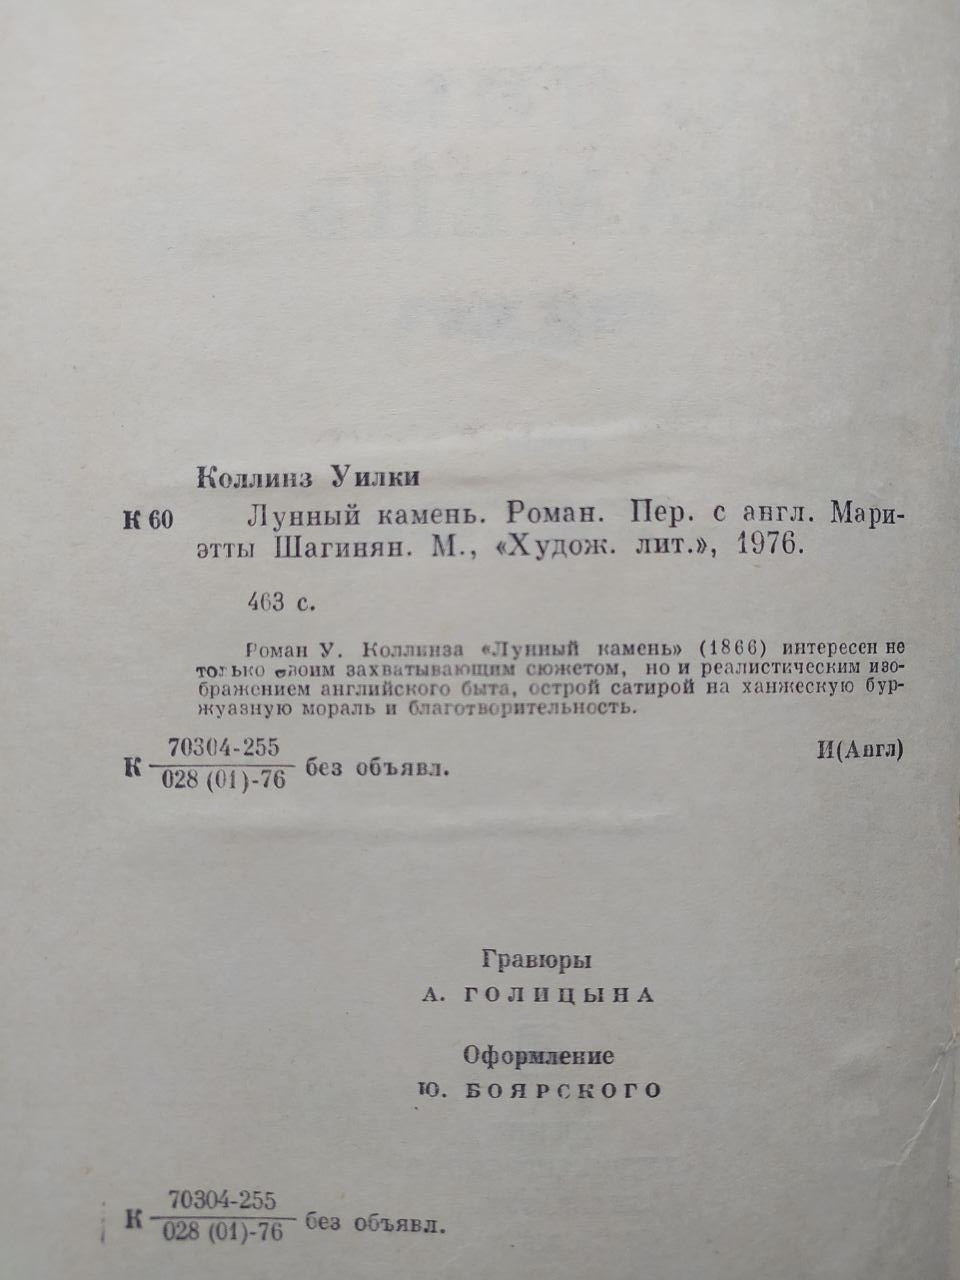 Коллинз Уилки
К 60 Лунный камень. Роман. Пер. с англ. Мари-
этты Шагинян. М., «Худож. лит.», 1976.
463 с.
Роман У. Коллинза «Лунный камень» (1866) интересен не
только своим захватывающим сюжетом, но и реалистическим изо-
бражением английского быта, острой сатирой на ханжескую бур-
жуазную мораль и благотворительность.
70304-255
К 028 (01)-76 без объявл.
И(Англ)
Гравюры
А. ГОЛИЦЫНА
Оформление
Ю. БОЯРСКОГО
70304-255
К 028 (01)-76 без объявл.